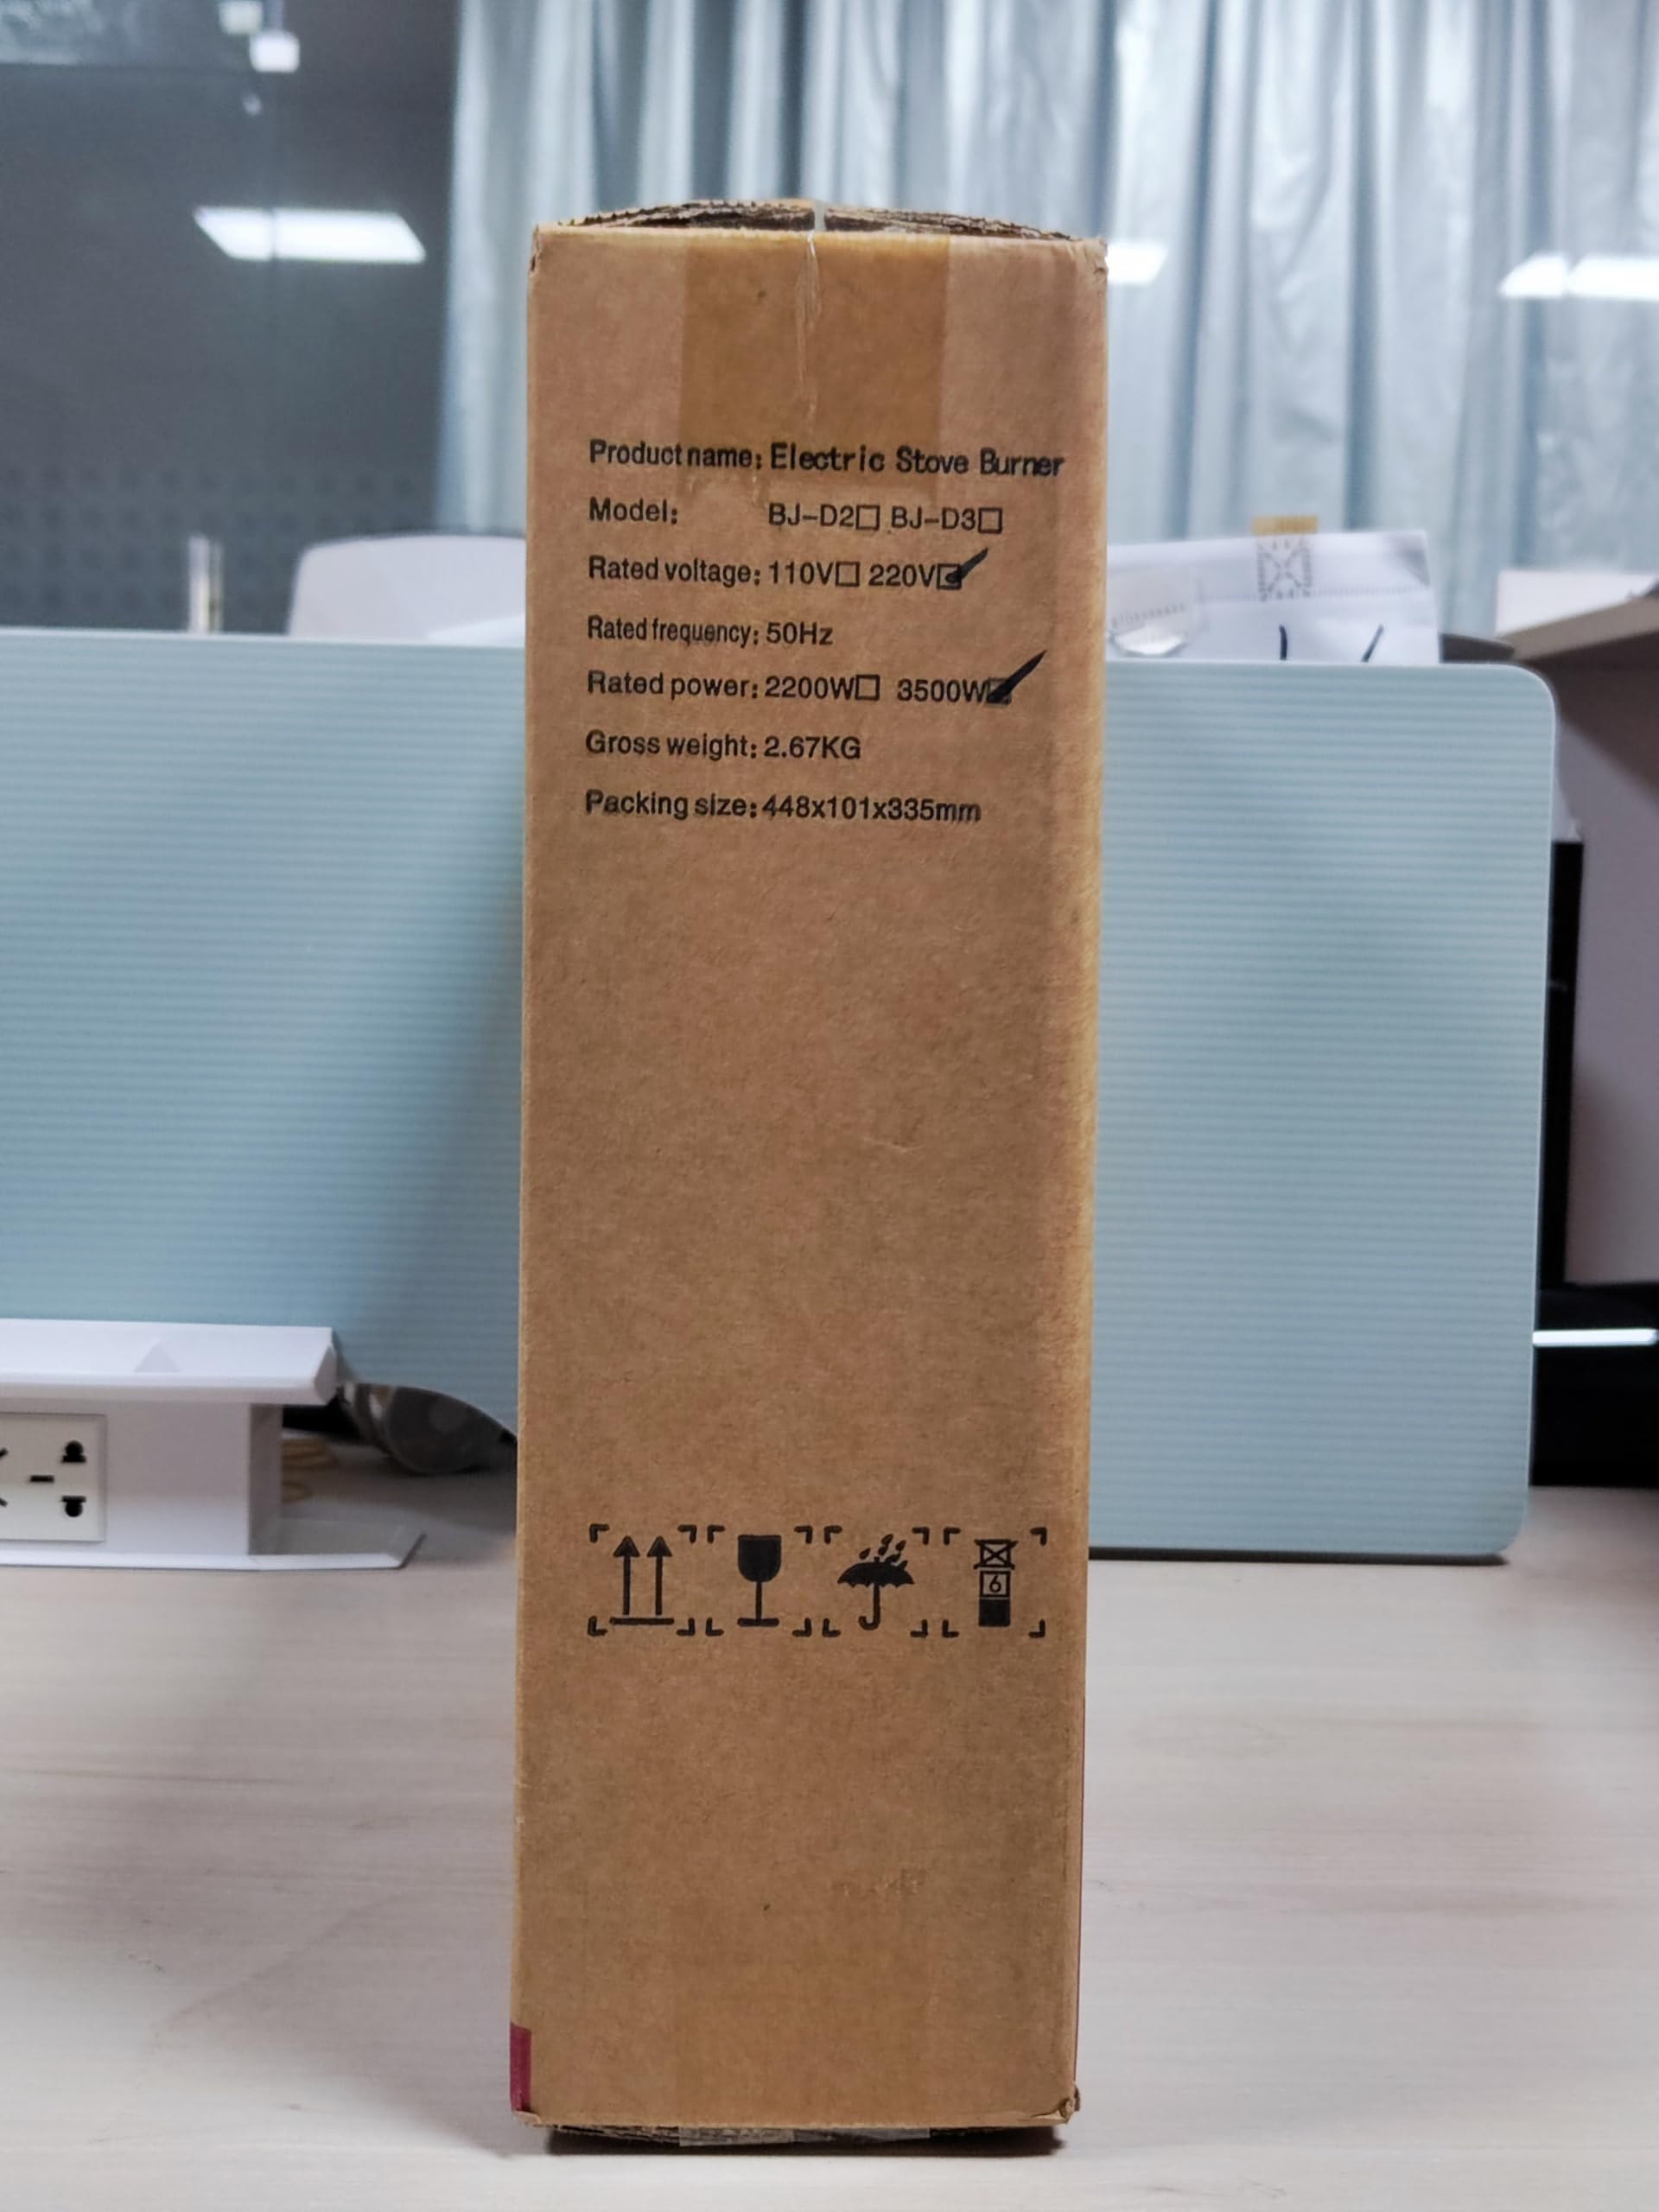 Product name: Electric Stove Burner
Model: BJ-D2□ BJ-D3□
Rated voltage: 110V□ 220V☑
Rated frequency: 50Hz
Rated power: 2200W□ 3500W☑
Gross weight: 2.67KG
Packing size: 448x101x335mm
6